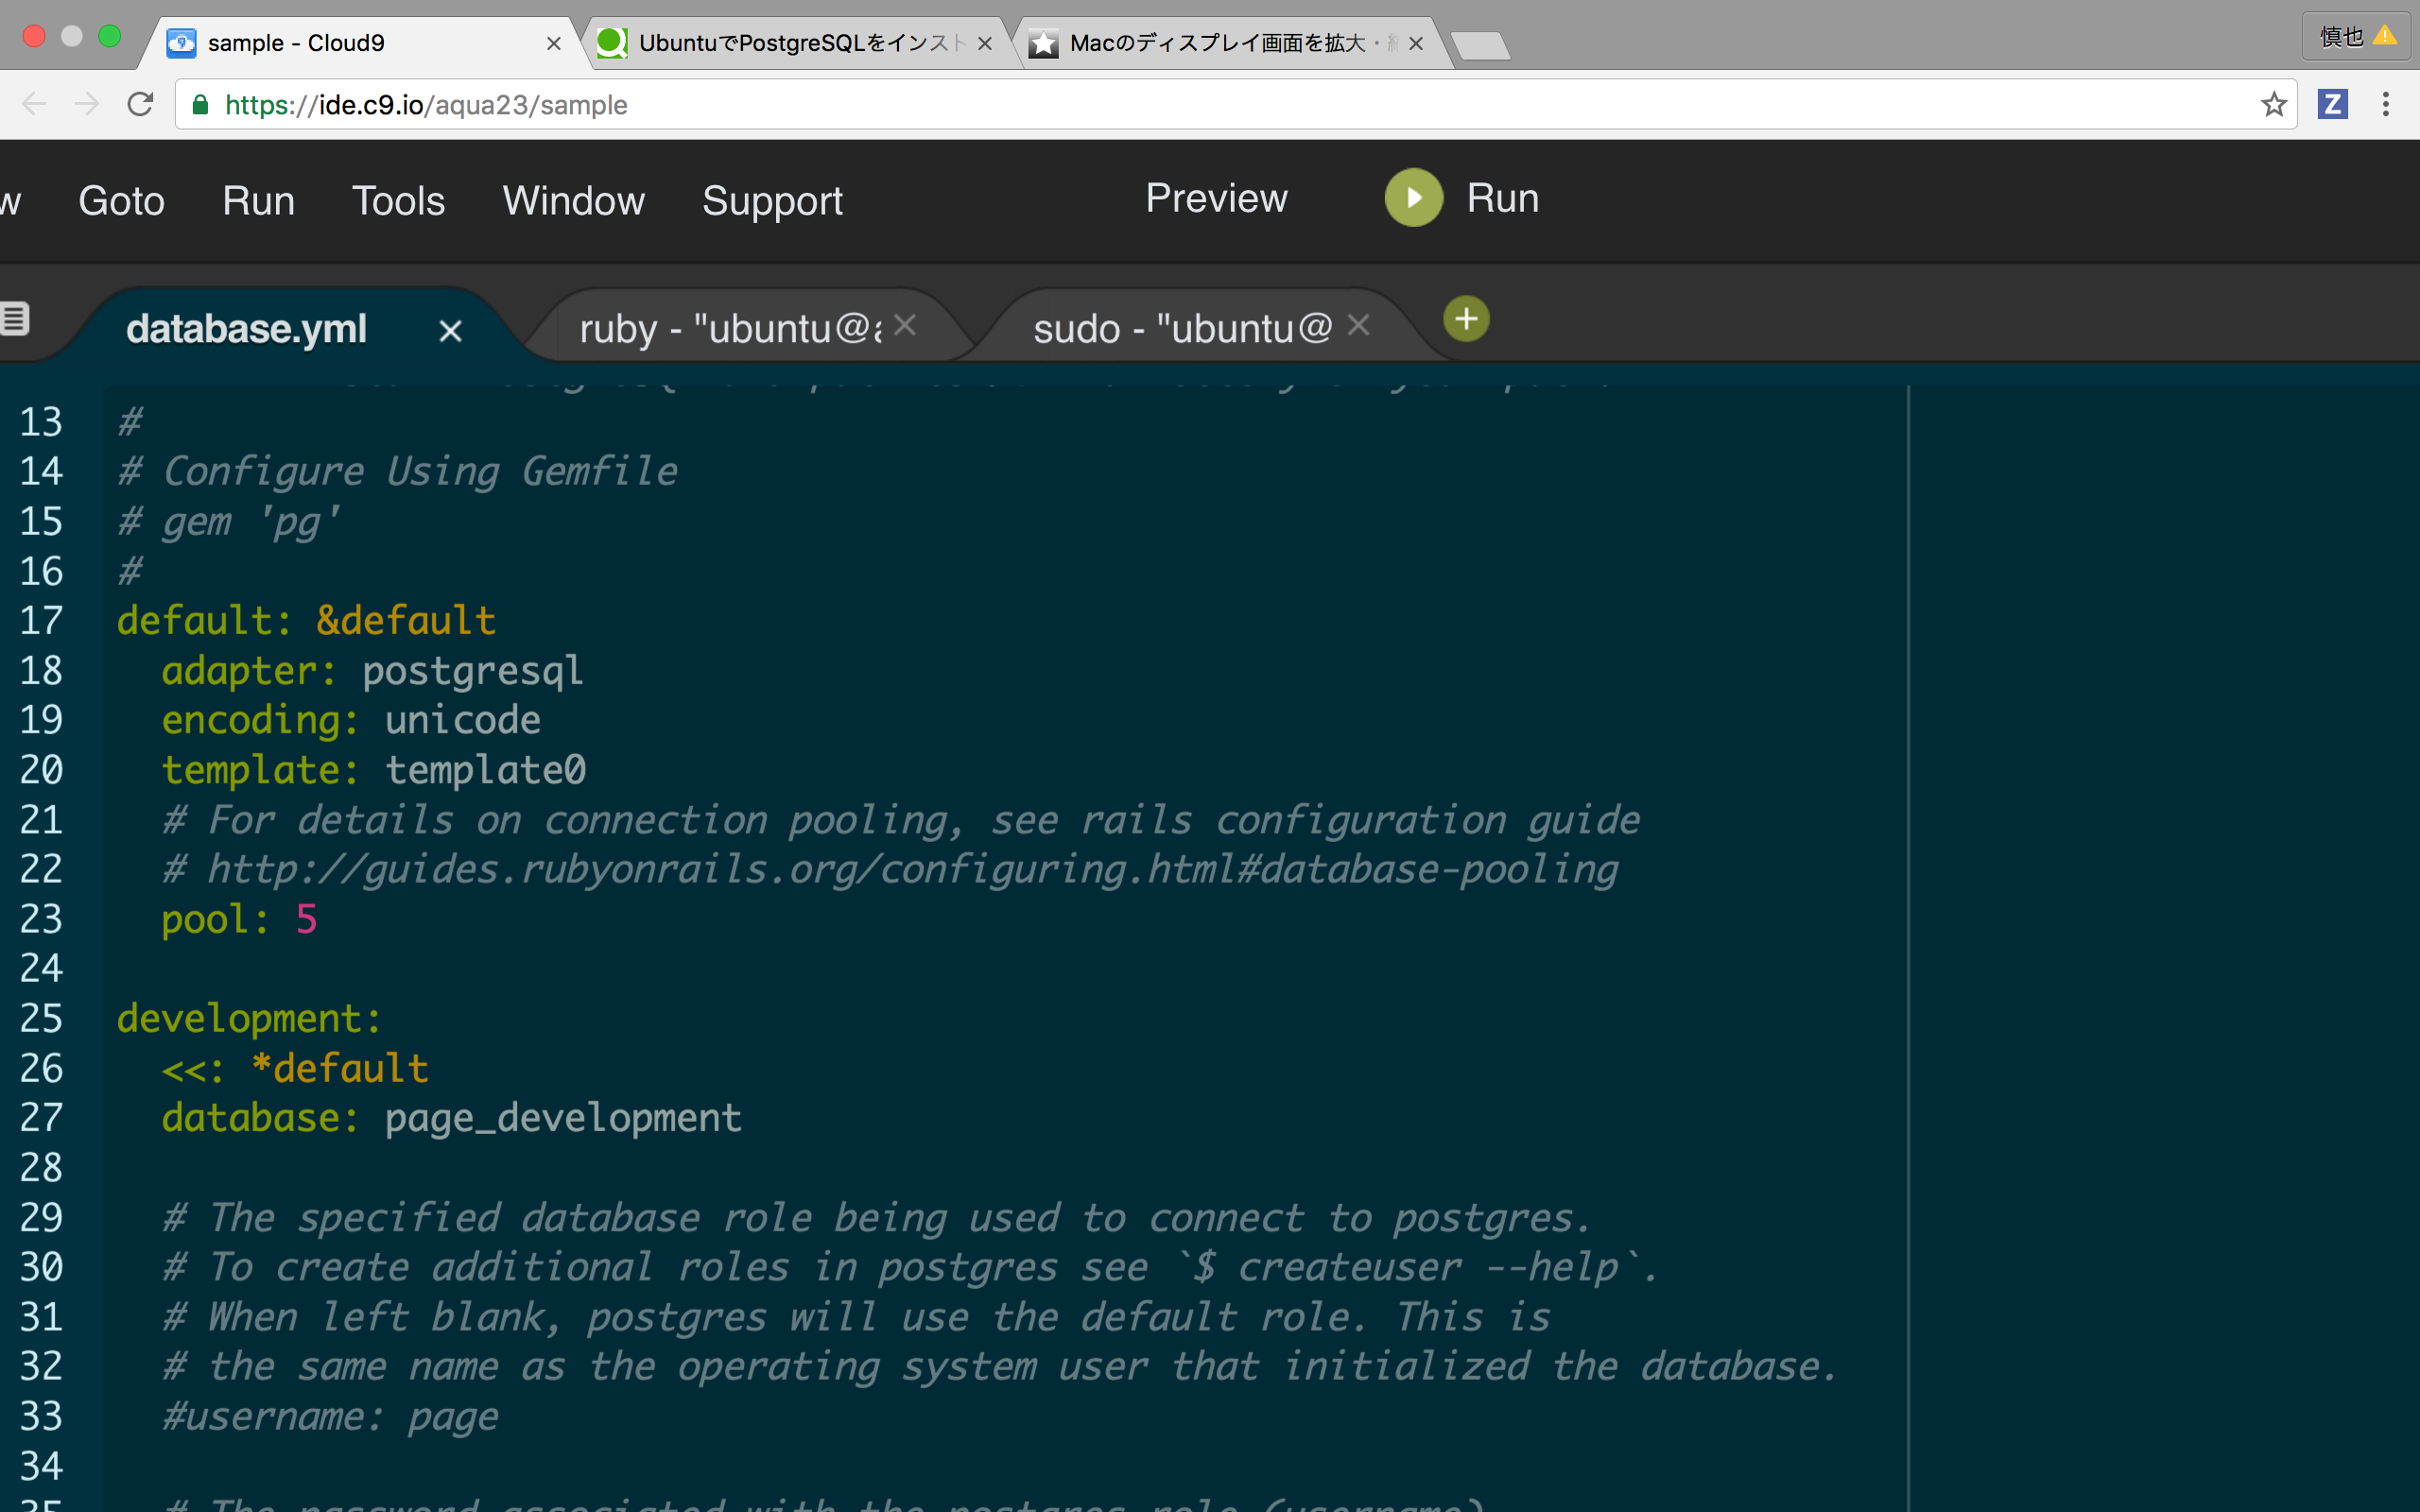 sample - Cloud9
UbuntuでPostgreSQLをインスト
Macのディスプレイ画面を拡大・
慎也
https://ide.c9.io/aqua23/sample
Z
w Goto Run Tools Window Support Preview Run
database.yml
ruby - "ubuntu@a
sudo - "ubuntu@
13 #
14 # Configure Using Gemfile
15 # gem 'pg'
16 #
17 default: &default
18   adapter: postgresql
19   encoding: unicode
20   template: template0
21   # For details on connection pooling, see rails configuration guide
22   # http://guides.rubyonrails.org/configuring.html#database-pooling
23   pool: 5
24
25 development:
26   <<: *default
27   database: page_development
28
29   # The specified database role being used to connect to postgres.
30   # To create additional roles in postgres see `$ createuser --help`.
31   # When left blank, postgres will use the default role. This is
32   # the same name as the operating system user that initialized the database.
33   #username: page
34
35   # The password associated with the postgres role (username).